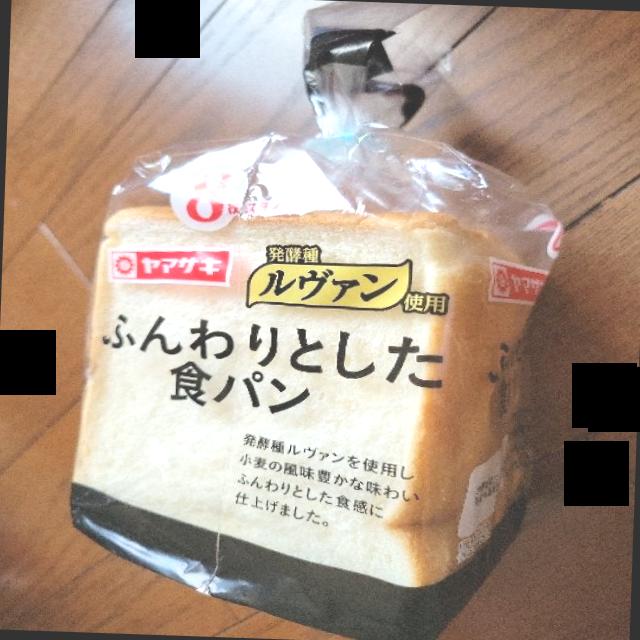 ヤマザキ
発酵種
ルヴァン
使用
ふんわりとした
食パン
発酵種ルヴァンを使用し
小麦の風味豊かな味わい
ふんわりとした食感に
仕上げました。